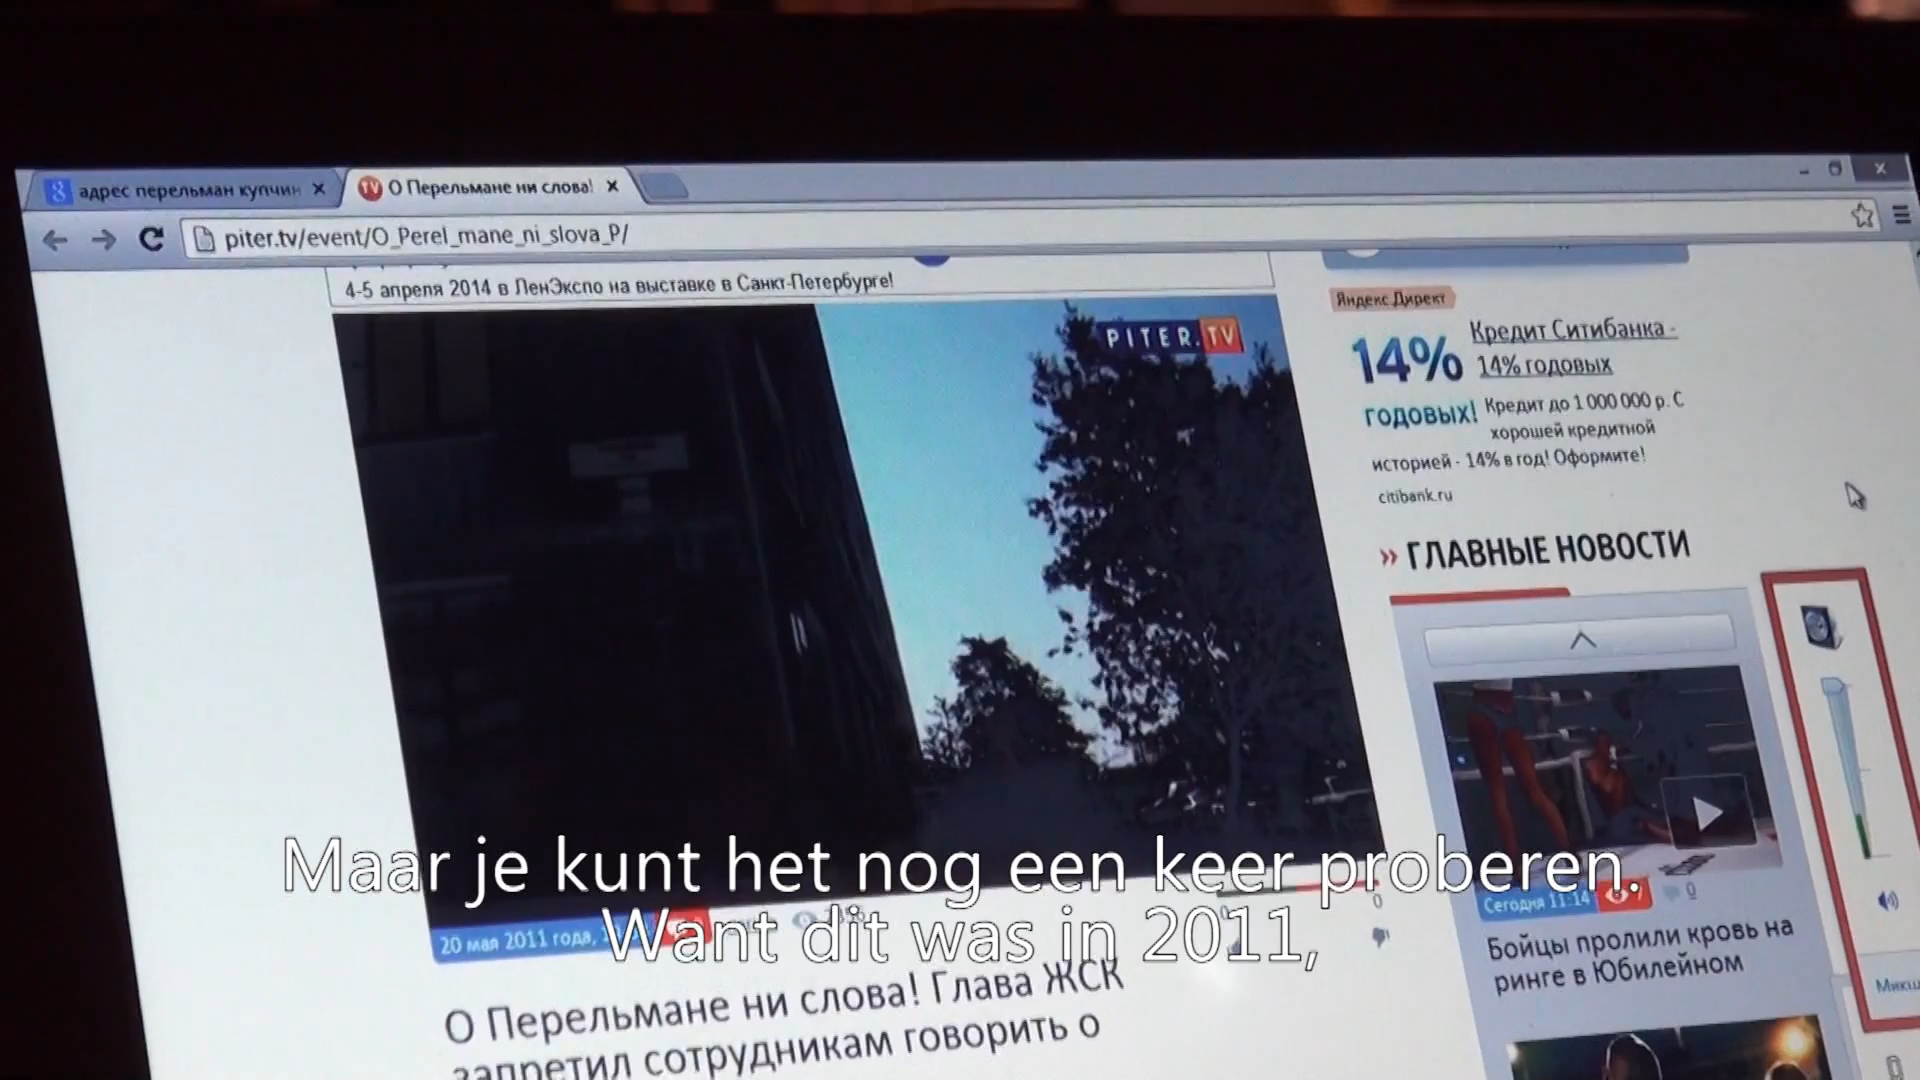 адрес перельман купчин
О Перельмане ни слова!
piter.tv/event/O_Perel_mane_ni_slova_P/
4-5 апреля 2014 в ЛенЭкспо на выставке в Санкт-Петербурге!
PITER.TV
Яндекс.Директ
14% годовых!
Кредит Ситибанка -
14% годовых
Кредит до 1 000 000 р. С
хорошей кредитной
историей - 14% в год! Оформите!
citibank.ru
» ГЛАВНЫЕ НОВОСТИ
Сегодня 11:14
7
0
Бойцы пролили кровь на
ринге в Юбилейном
20 мая 2011 года,
0
0
О Перельмане ни слова! Глава ЖСК
запретил сотрудникам говорить о
Maar je kunt het nog een keer proberen.
Want dit was in 2011,